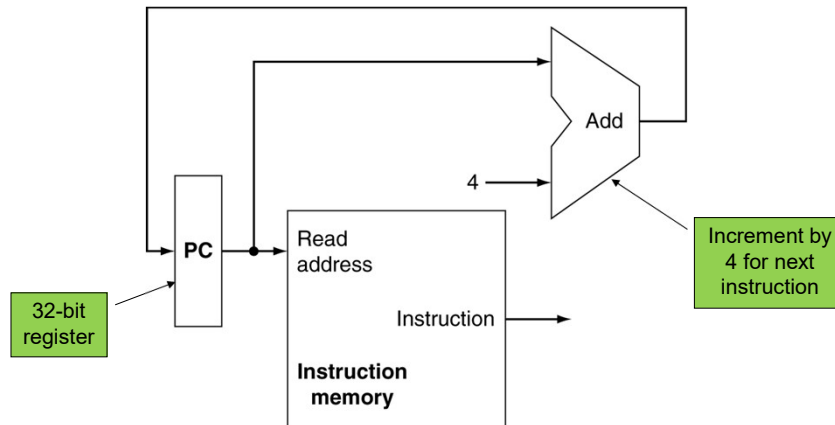 Add
4
PC
Read
address
Increment by
4 for next
instruction
32-bit
register
Instruction
Instruction
memory